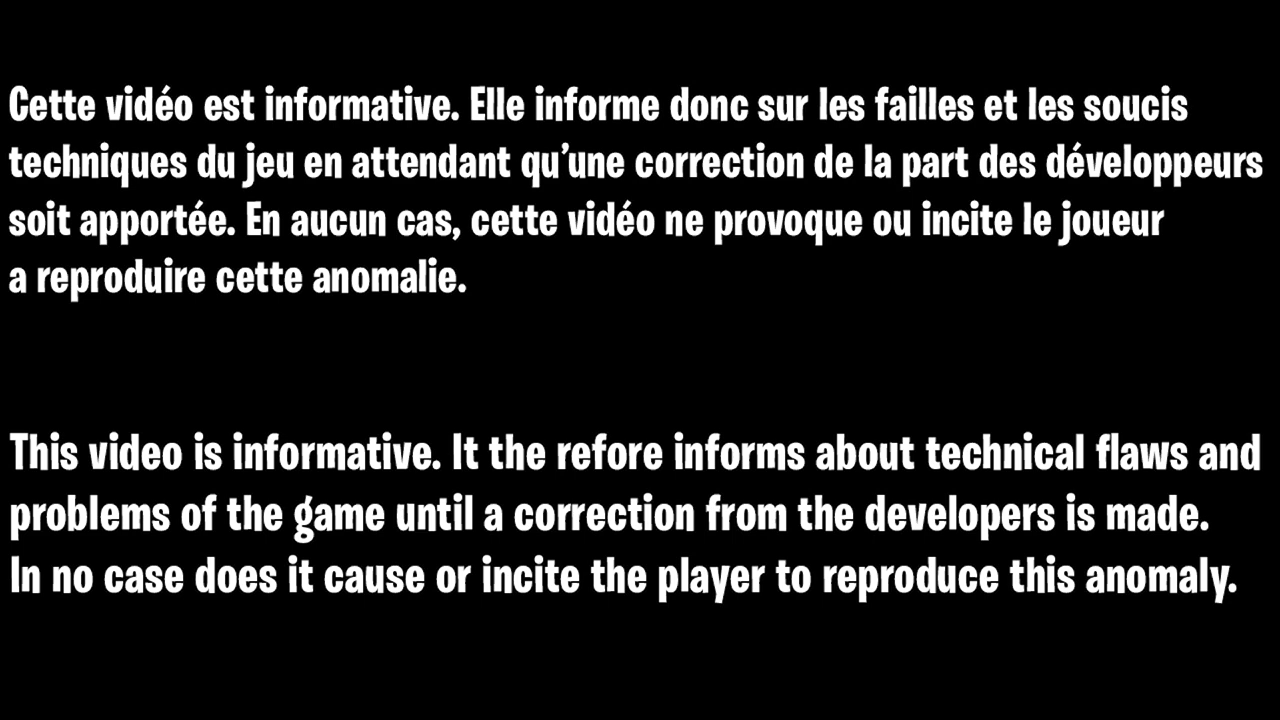 Cette vidéo est informative. Elle informe donc sur les failles et les soucis
techniques du jeu en attendant qu'une correction de la part des développeurs
soit apportée. En aucun cas, cette vidéo ne provoque ou incite le joueur
a reproduire cette anomalie.
This video is informative. It the refore informs about technical flaws and
problems of the game until a correction from the developers is made.
In no case does it cause or incite the player to reproduce this anomaly.